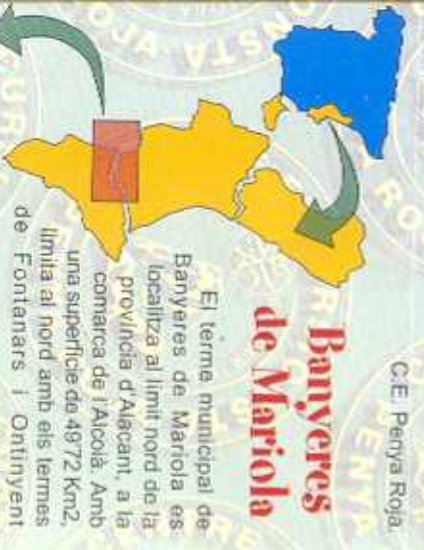 C.E. Penya Roja.
Banyeres
de Mariola
El terme municipal de
Banyeres de Mariola es
localitza al límit nord de la
província d'Alacant, a la
comarca de l'Alcoià. Amb
una superfície de 4972 Km2,
limita al nord amb els termes
de Fontanars i Ontinyent